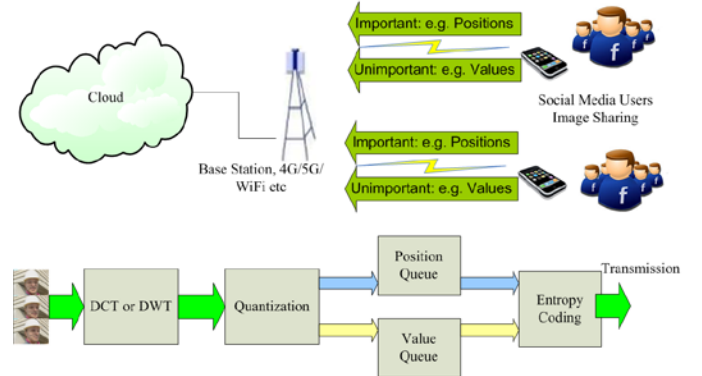 Important: e.g. Positions
f
Cloud
Unimportant: e.g. Values
Social Media Users
Image Sharing
Important: e.g. Positions
Base Station, 4G/5G/
WiFi etc
Unimportant: e.g. Values
f
Position
Queue
Transmission
DCT or DWT
Quantization
Entropy
Coding
Value
Queue